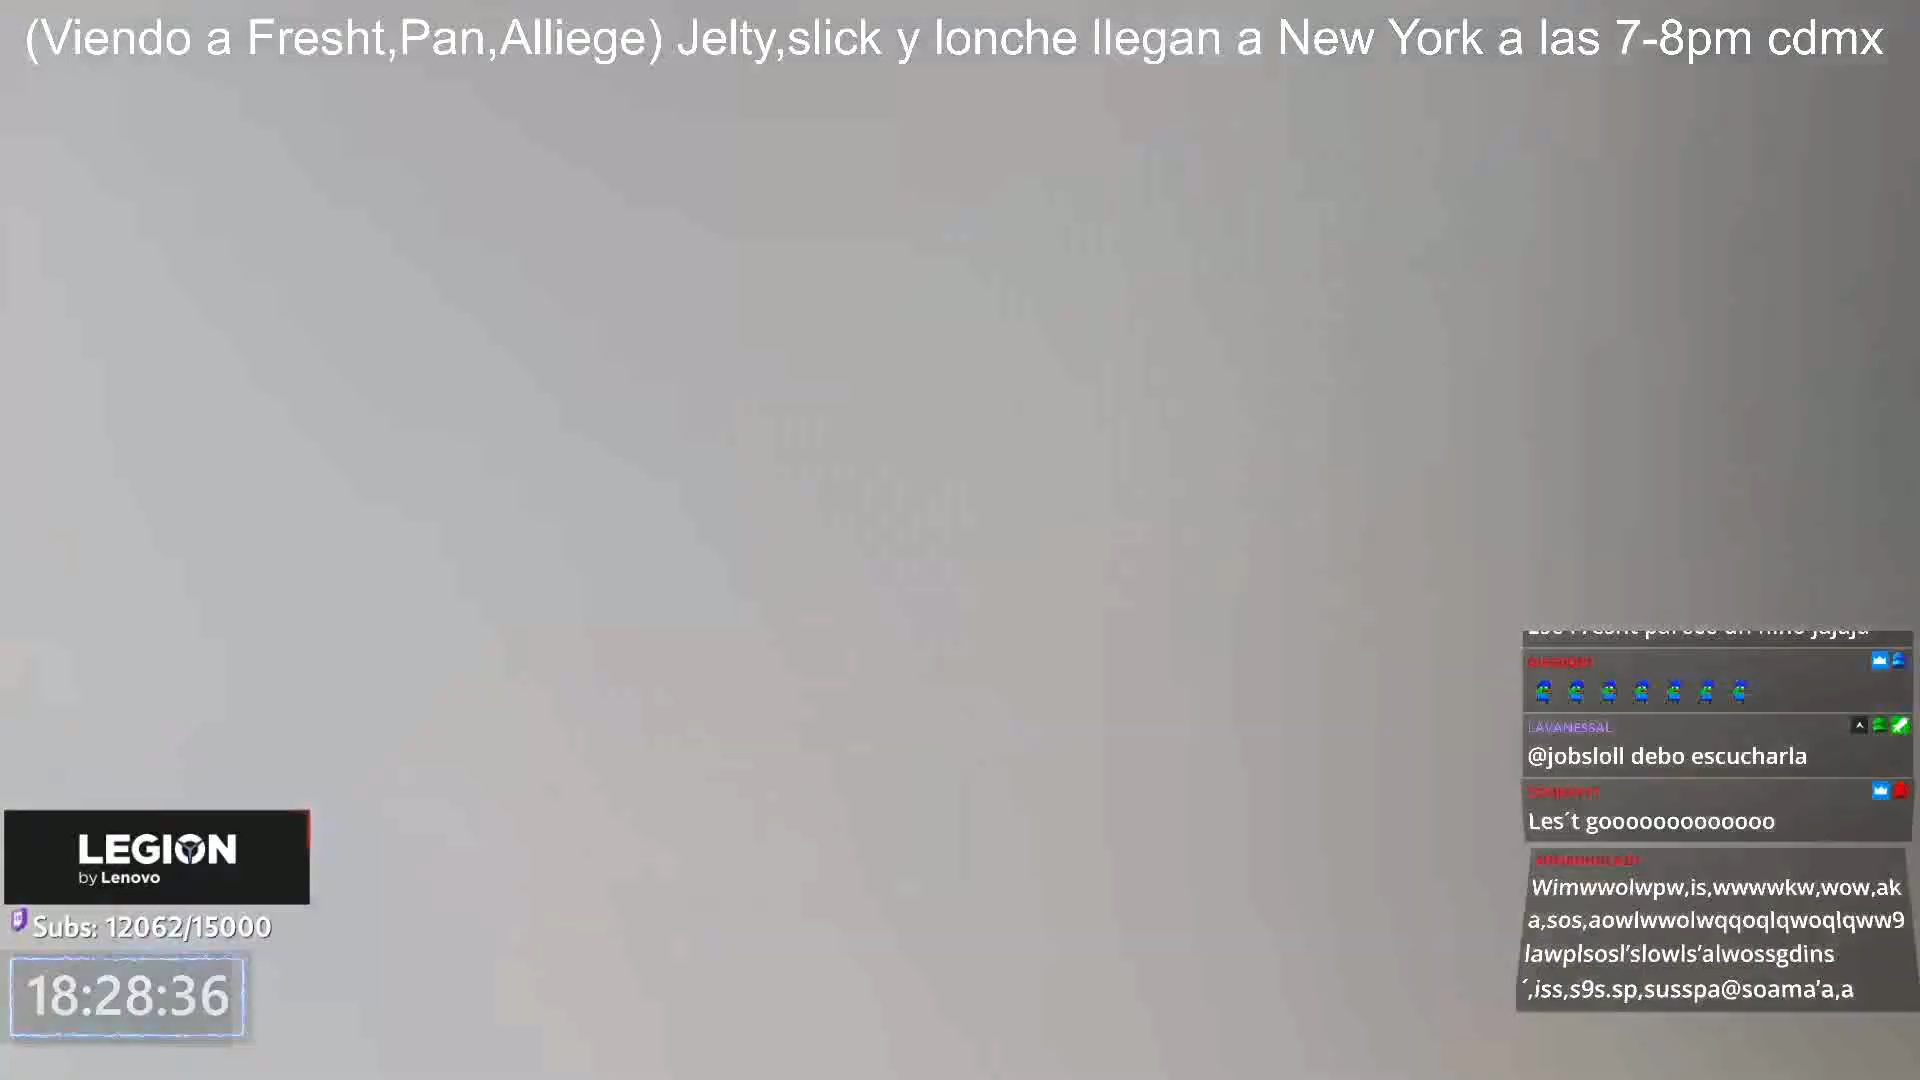 (Viendo a Fresht,Pan,Alliege) Jelty,slick y lonche llegan a New York a las 7-8pm cdmx
LAVANESSAL
@jobsloll debo escucharla
Les´t gooooooooooooo
Wimwwolwpw,is,wwwwkw,wow,ak
a,sos,aowlwwolwqqoqlqwoqlqww9
lawplsosl’slowls’alwossgdins
´,iss,s9s.sp,susspa@soama’a,a
LEGION
by Lenovo
Subs: 12062/15000
18:28:36